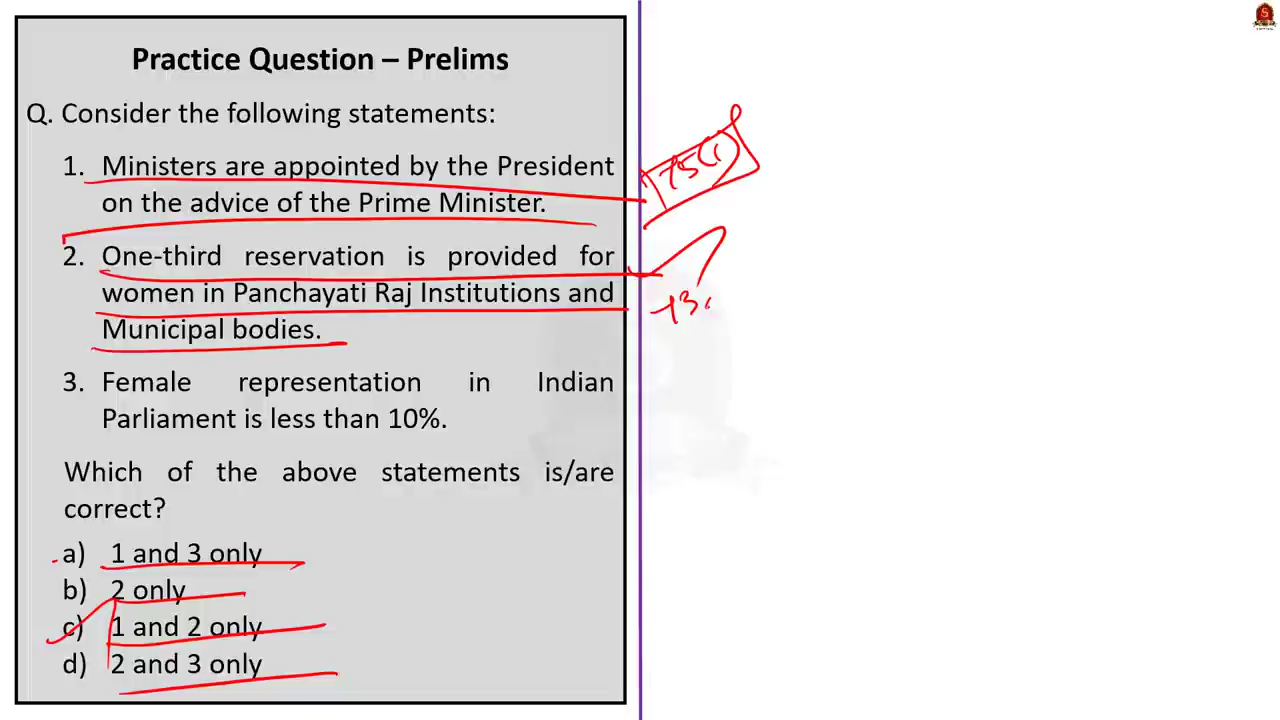 Practice Question – Prelims
Q. Consider the following statements:
1. Ministers are appointed by the President
on the advice of the Prime Minister.
75(1)
2. One-third reservation is provided for
women in Panchayati Raj Institutions and
Municipal bodies.
3. Female representation in Indian
Parliament is less than 10%.
Which of the above statements is/are
correct?
a) 1 and 3 only
b) 2 only
c) 1 and 2 only
d) 2 and 3 only